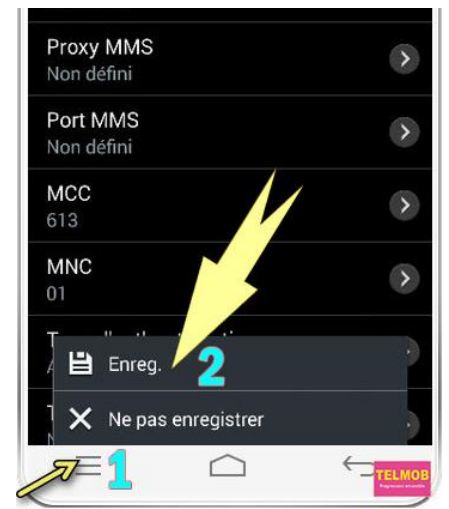 Proxy MMS
Non défini
Port MMS
Non défini
MCC
613
MNC
01
Enreg.
2
Ne pas enregistrer
1
TELMOB